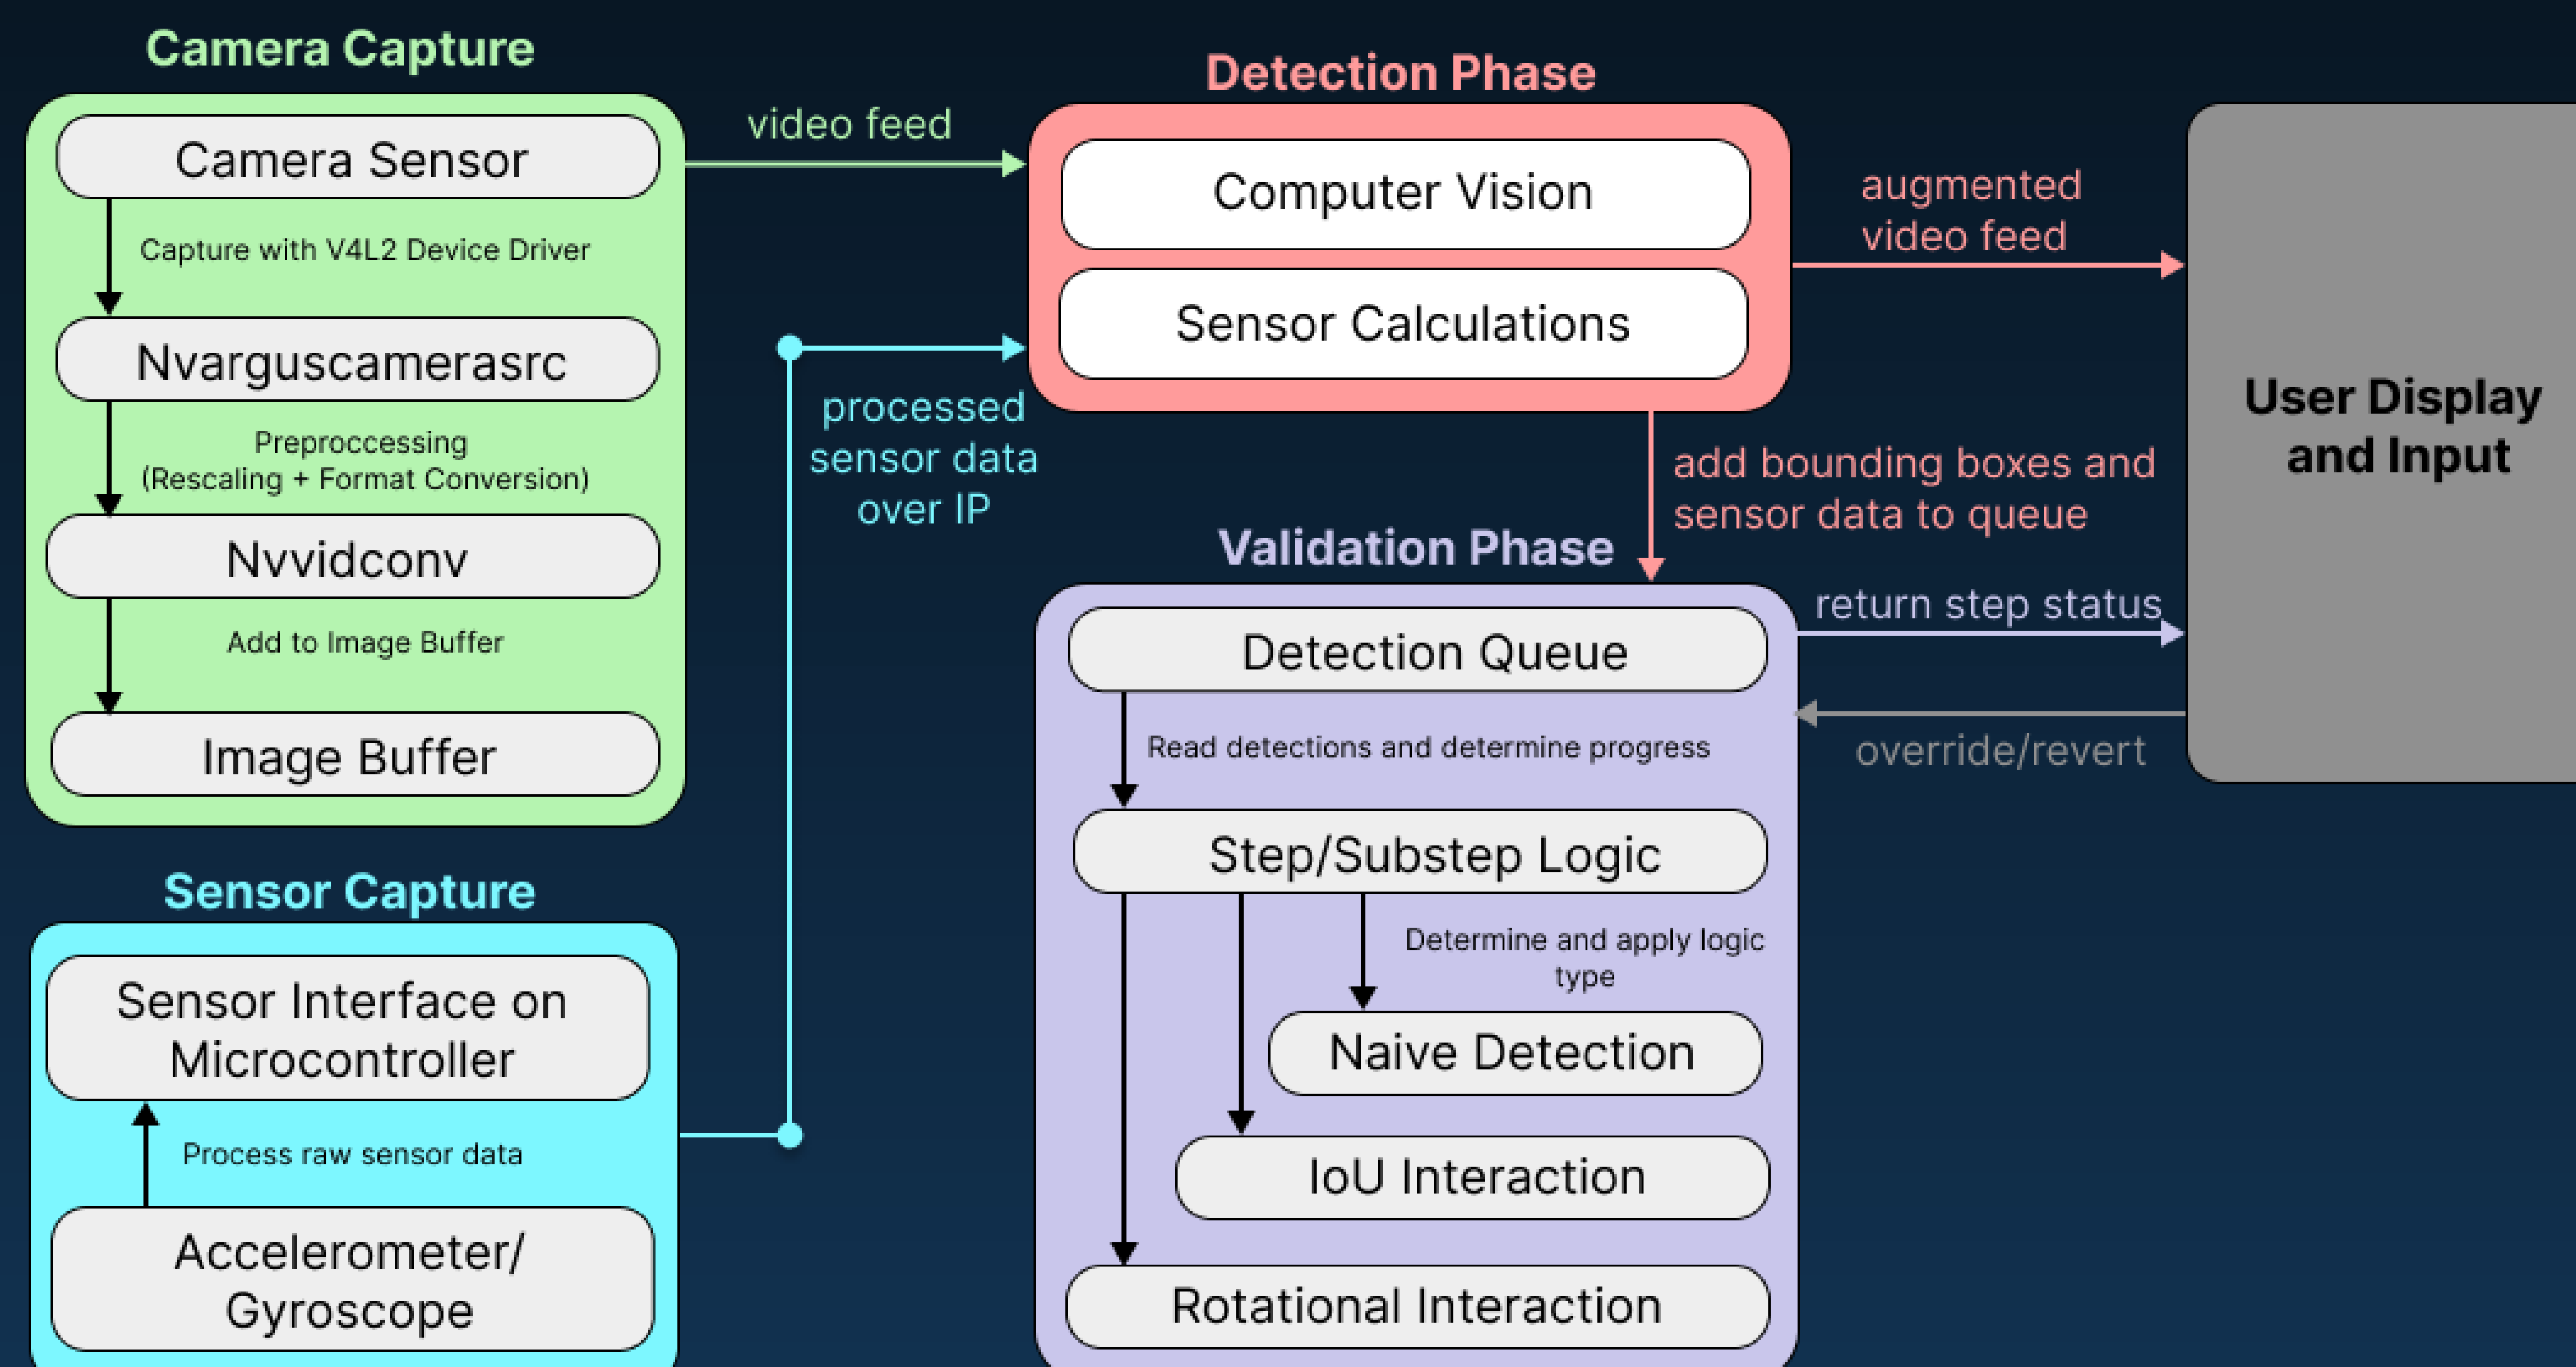 Camera Capture
Camera Sensor
Capture with V4L2 Device Driver
Nvarguscamerasrc
Preproccessing
(Rescaling + Format Conversion)
Nvvidconv
Add to Image Buffer
Image Buffer
Sensor Capture
Sensor Interface on
Microcontroller
Process raw sensor data
Accelerometer/
Gyroscope
video feed
processed
sensor data
over IP
Detection Phase
Computer Vision
Sensor Calculations
augmented
video feed
add bounding boxes and
sensor data to queue
Validation Phase
Detection Queue
Read detections and determine progress
Step/Substep Logic
Determine and apply logic
type
Naive Detection
IoU Interaction
Rotational Interaction
return step status
override/revert
User Display
and Input